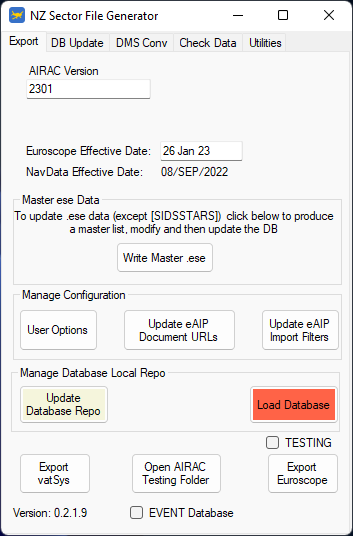 NZ Sector File Generator
Export DB Update DMS Conv Check Data Utilities
AIRAC Version
2301
Euroscope Effective Date: 26 Jan 23
NavData Effective Date: 08/SEP/2022
Master ese Data
To update .ese data (except [SIDSSTARS]) click below to produce
a master list, modify and then update the DB
Write Master .ese
Manage Configuration
User Options
Update eAIP
Document URLs
Update eAIP
Import Filters
Manage Database Local Repo
Update
Database Repo
Load Database
TESTING
Export
vatSys
Open AIRAC
Testing Folder
Export
Euroscope
Version: 0.2.1.9
EVENT Database